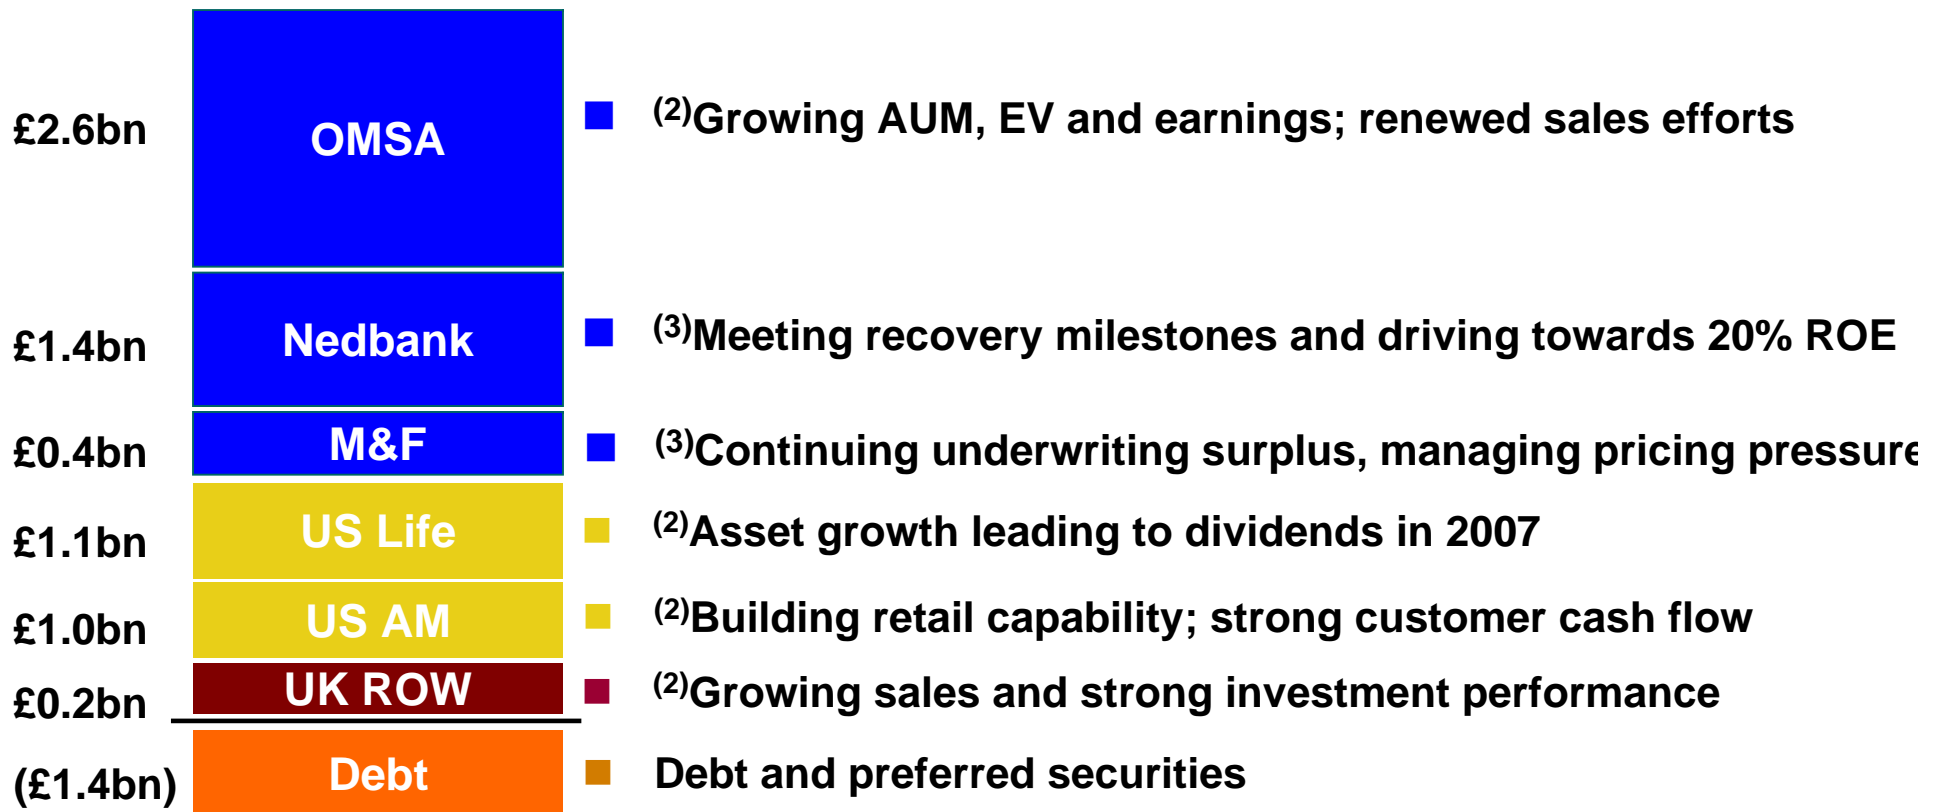 £2.6bn OMSA ■ (2)Growing AUM, EV and earnings; renewed sales efforts
£1.4bn Nedbank ■ (3)Meeting recovery milestones and driving towards 20% ROE
£0.4bn M&F ■ (3)Continuing underwriting surplus, managing pricing pressure
£1.1bn US Life ■ (2)Asset growth leading to dividends in 2007
£1.0bn US AM ■ (2)Building retail capability; strong customer cash flow
£0.2bn UK ROW ■ (2)Growing sales and strong investment performance
(£1.4bn) Debt ■ Debt and preferred securities